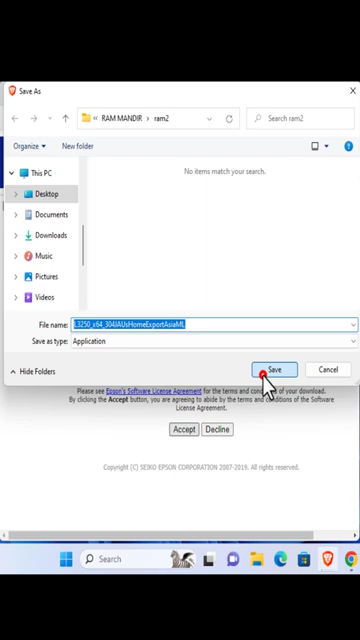 Save As
« RAM MANDIR > ram2
Search ram2
Organize
New folder
This PC
Desktop
Documents
Downloads
Music
Pictures
Videos
No items match your search.
File name: L3250_x64_304JAUsHomeExportAsiaML
Save as type: Application
Hide Folders
Save
Cancel
Please see Epson's Software License Agreement for the terms and conditions of your download.
By clicking the Accept button, you are agreeing to abide by the terms and conditions of the Software
License Agreement.
Accept
Decline
Copyright (C) SEIKO EPSON CORPORATION 2007-2019. All rights reserved.
Search